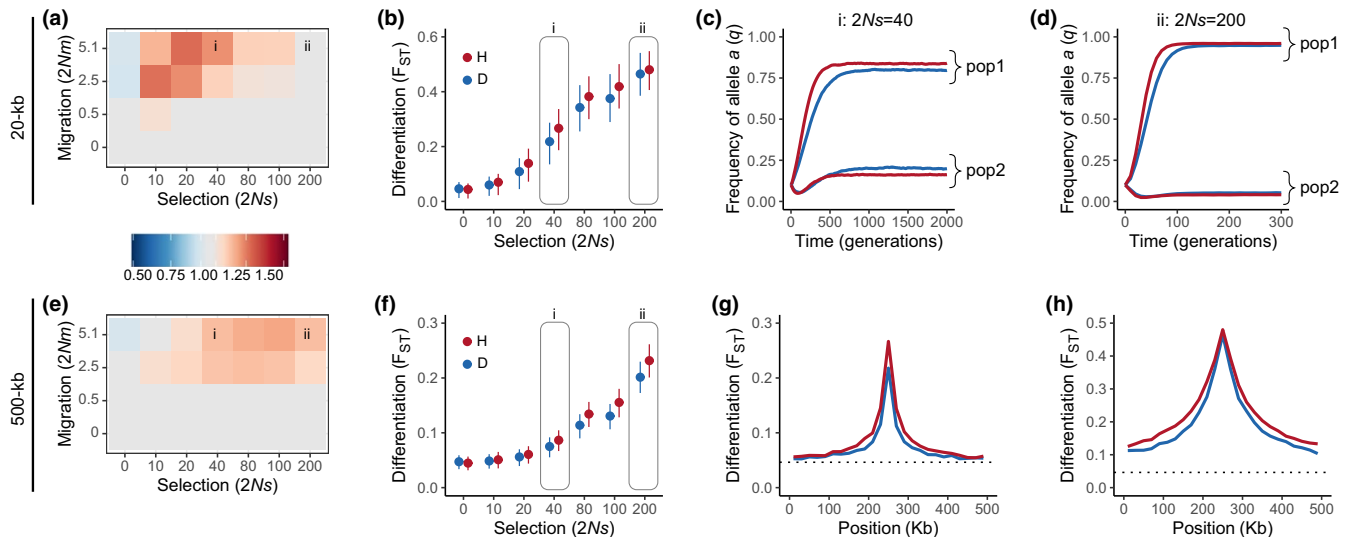 (a)
20-kb
Migration (2Nm)
5.1
2.5
0.5
0
i
ii
0 10 20 40 80 100 200
Selection (2Ns)
0.50 0.75 1.00 1.25 1.50
(b)
Differentiation (FST)
0.6
0.4
0.2
0.0
H
D
i
ii
0 10 20 40 80 100 200
Selection (2Ns)
(c)
i: 2Ns=40
Frequency of allele a (q)
1.00
0.75
0.50
0.25
0.00
pop1
pop2
0 500 1000 1500 2000
Time (generations)
(d)
ii: 2Ns=200
Frequency of allele a (q)
1.00
0.75
0.50
0.25
0.00
pop1
pop2
0 100 200 300
Time (generations)
(e)
500-kb
Migration (2Nm)
5.1
2.5
0.5
0
i
ii
0 10 20 40 80 100 200
Selection (2Ns)
(f)
Differentiation (FST)
0.3
0.2
0.1
0.0
H
D
i
ii
0 10 20 40 80 100 200
Selection (2Ns)
(g)
Differentiation (FST)
0.3
0.2
0.1
0.0
0 100 200 300 400 500
Position (Kb)
(h)
Differentiation (FST)
0.5
0.4
0.3
0.2
0.1
0.0
0 100 200 300 400 500
Position (Kb)